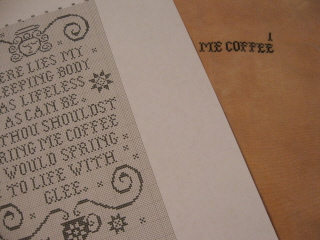 ERE LIES MY
EEPING BODY
AS LIFELESS
AS CAN BE.
THOU SHOULDST
RING ME COFFEE
WOULD SPRING
TO LIFE WITH
GLEE.
ME COFFEE